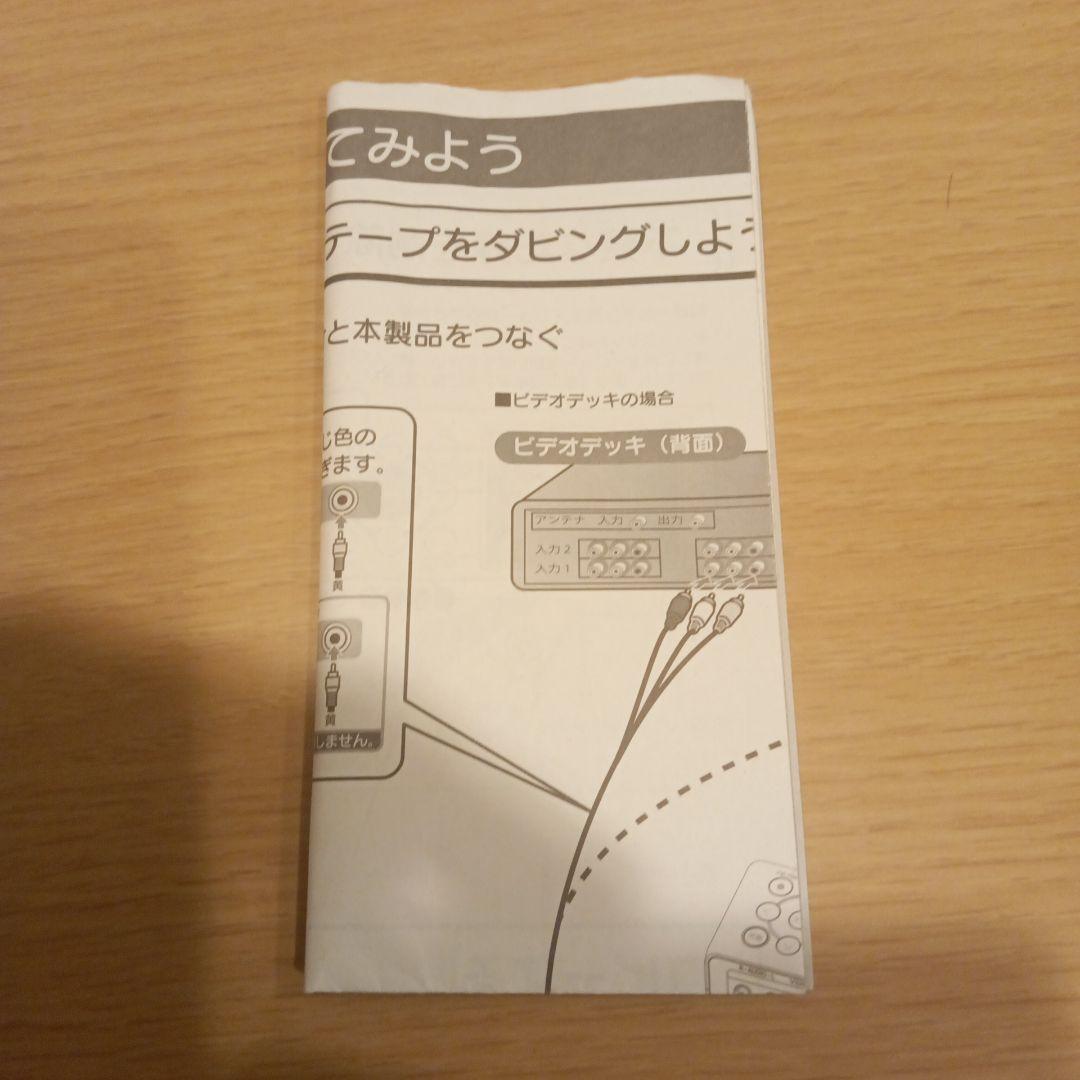 てみよう
テープをダビングしよう
と本製品をつなぐ
■ビデオデッキの場合
ビデオデッキ（背面）
じ色の
ぎます。
アンテナ 入力 出力
入力2
入力1
黄
黄
しません。
AUDIO